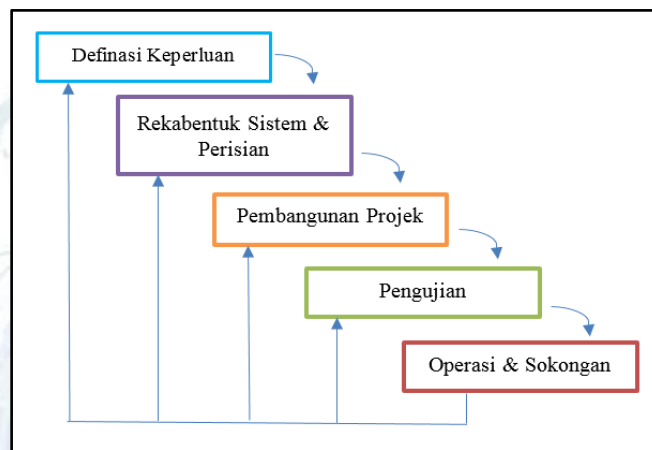 Definasi Keperluan
Rekabentuk Sistem &
Perisian
Pembangunan Projek
Pengujian
Operasi & Sokongan